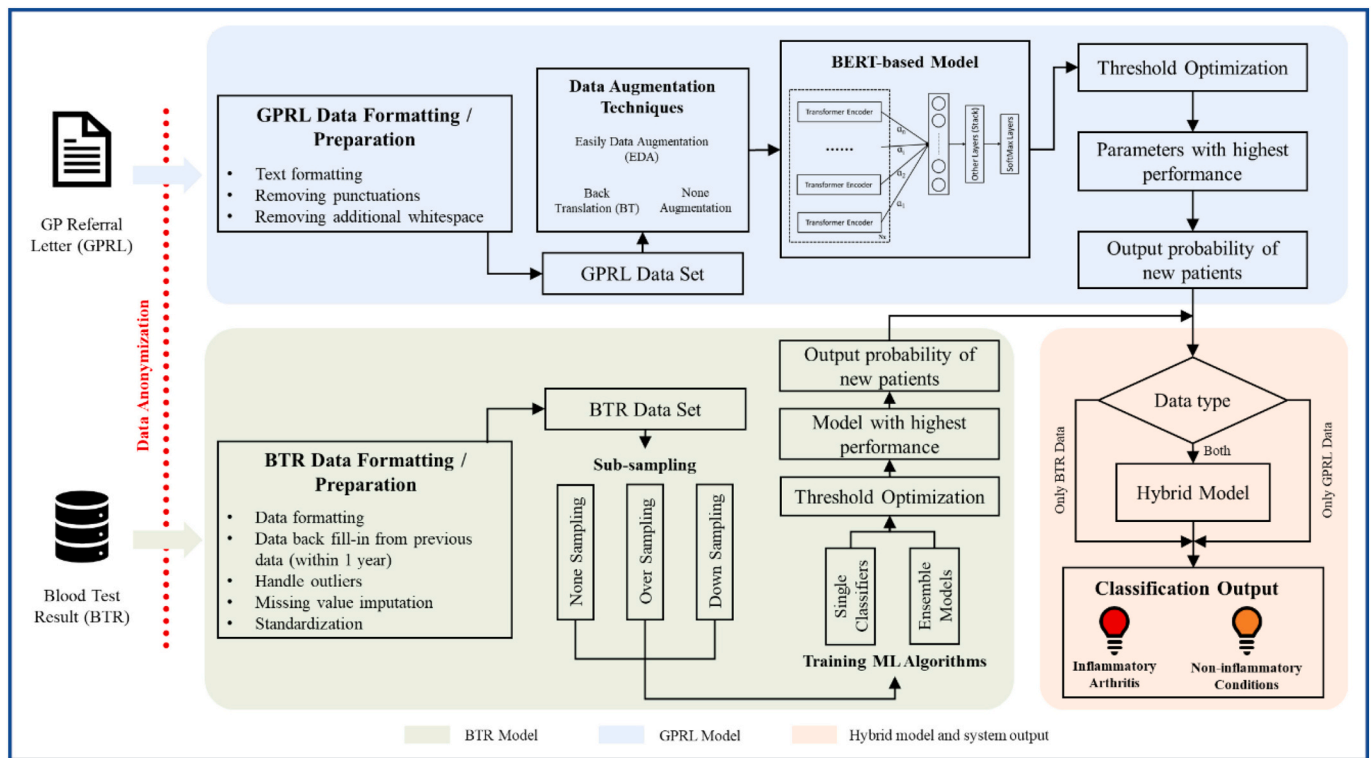 GP Referral
Letter (GPRL)
Data Anonymization
Blood Test
Result (BTR)
GPRL Data Formatting /
Preparation
• Text formatting
• Removing punctuations
• Removing additional whitespace
GPRL Data Set
Data Augmentation
Techniques
Easily Data Augmentation
(EDA)
Back
Translation (BT)
None
Augmentation
BERT-based Model
Transformer Encoder
......
Transformer Encoder
Transformer Encoder
Nx
Other Layers (Stack)
SoftMax Layers
Threshold Optimization
Parameters with highest
performance
Output probability of
new patients
BTR Data Formatting /
Preparation
• Data formatting
• Data back fill-in from previous
data (within 1 year)
• Handle outliers
• Missing value imputation
• Standardization
BTR Data Set
Sub-sampling
None Sampling
Over Sampling
Down Sampling
Output probability of
new patients
Model with highest
performance
Threshold Optimization
Single
Classifiers
Ensemble
Models
Training ML Algorithms
Data type
Only BTR Data
Both
Only GPRL Data
Hybrid Model
Classification Output
Inflammatory
Arthritis
Non-inflammatory
Conditions
BTR Model
GPRL Model
Hybrid model and system output